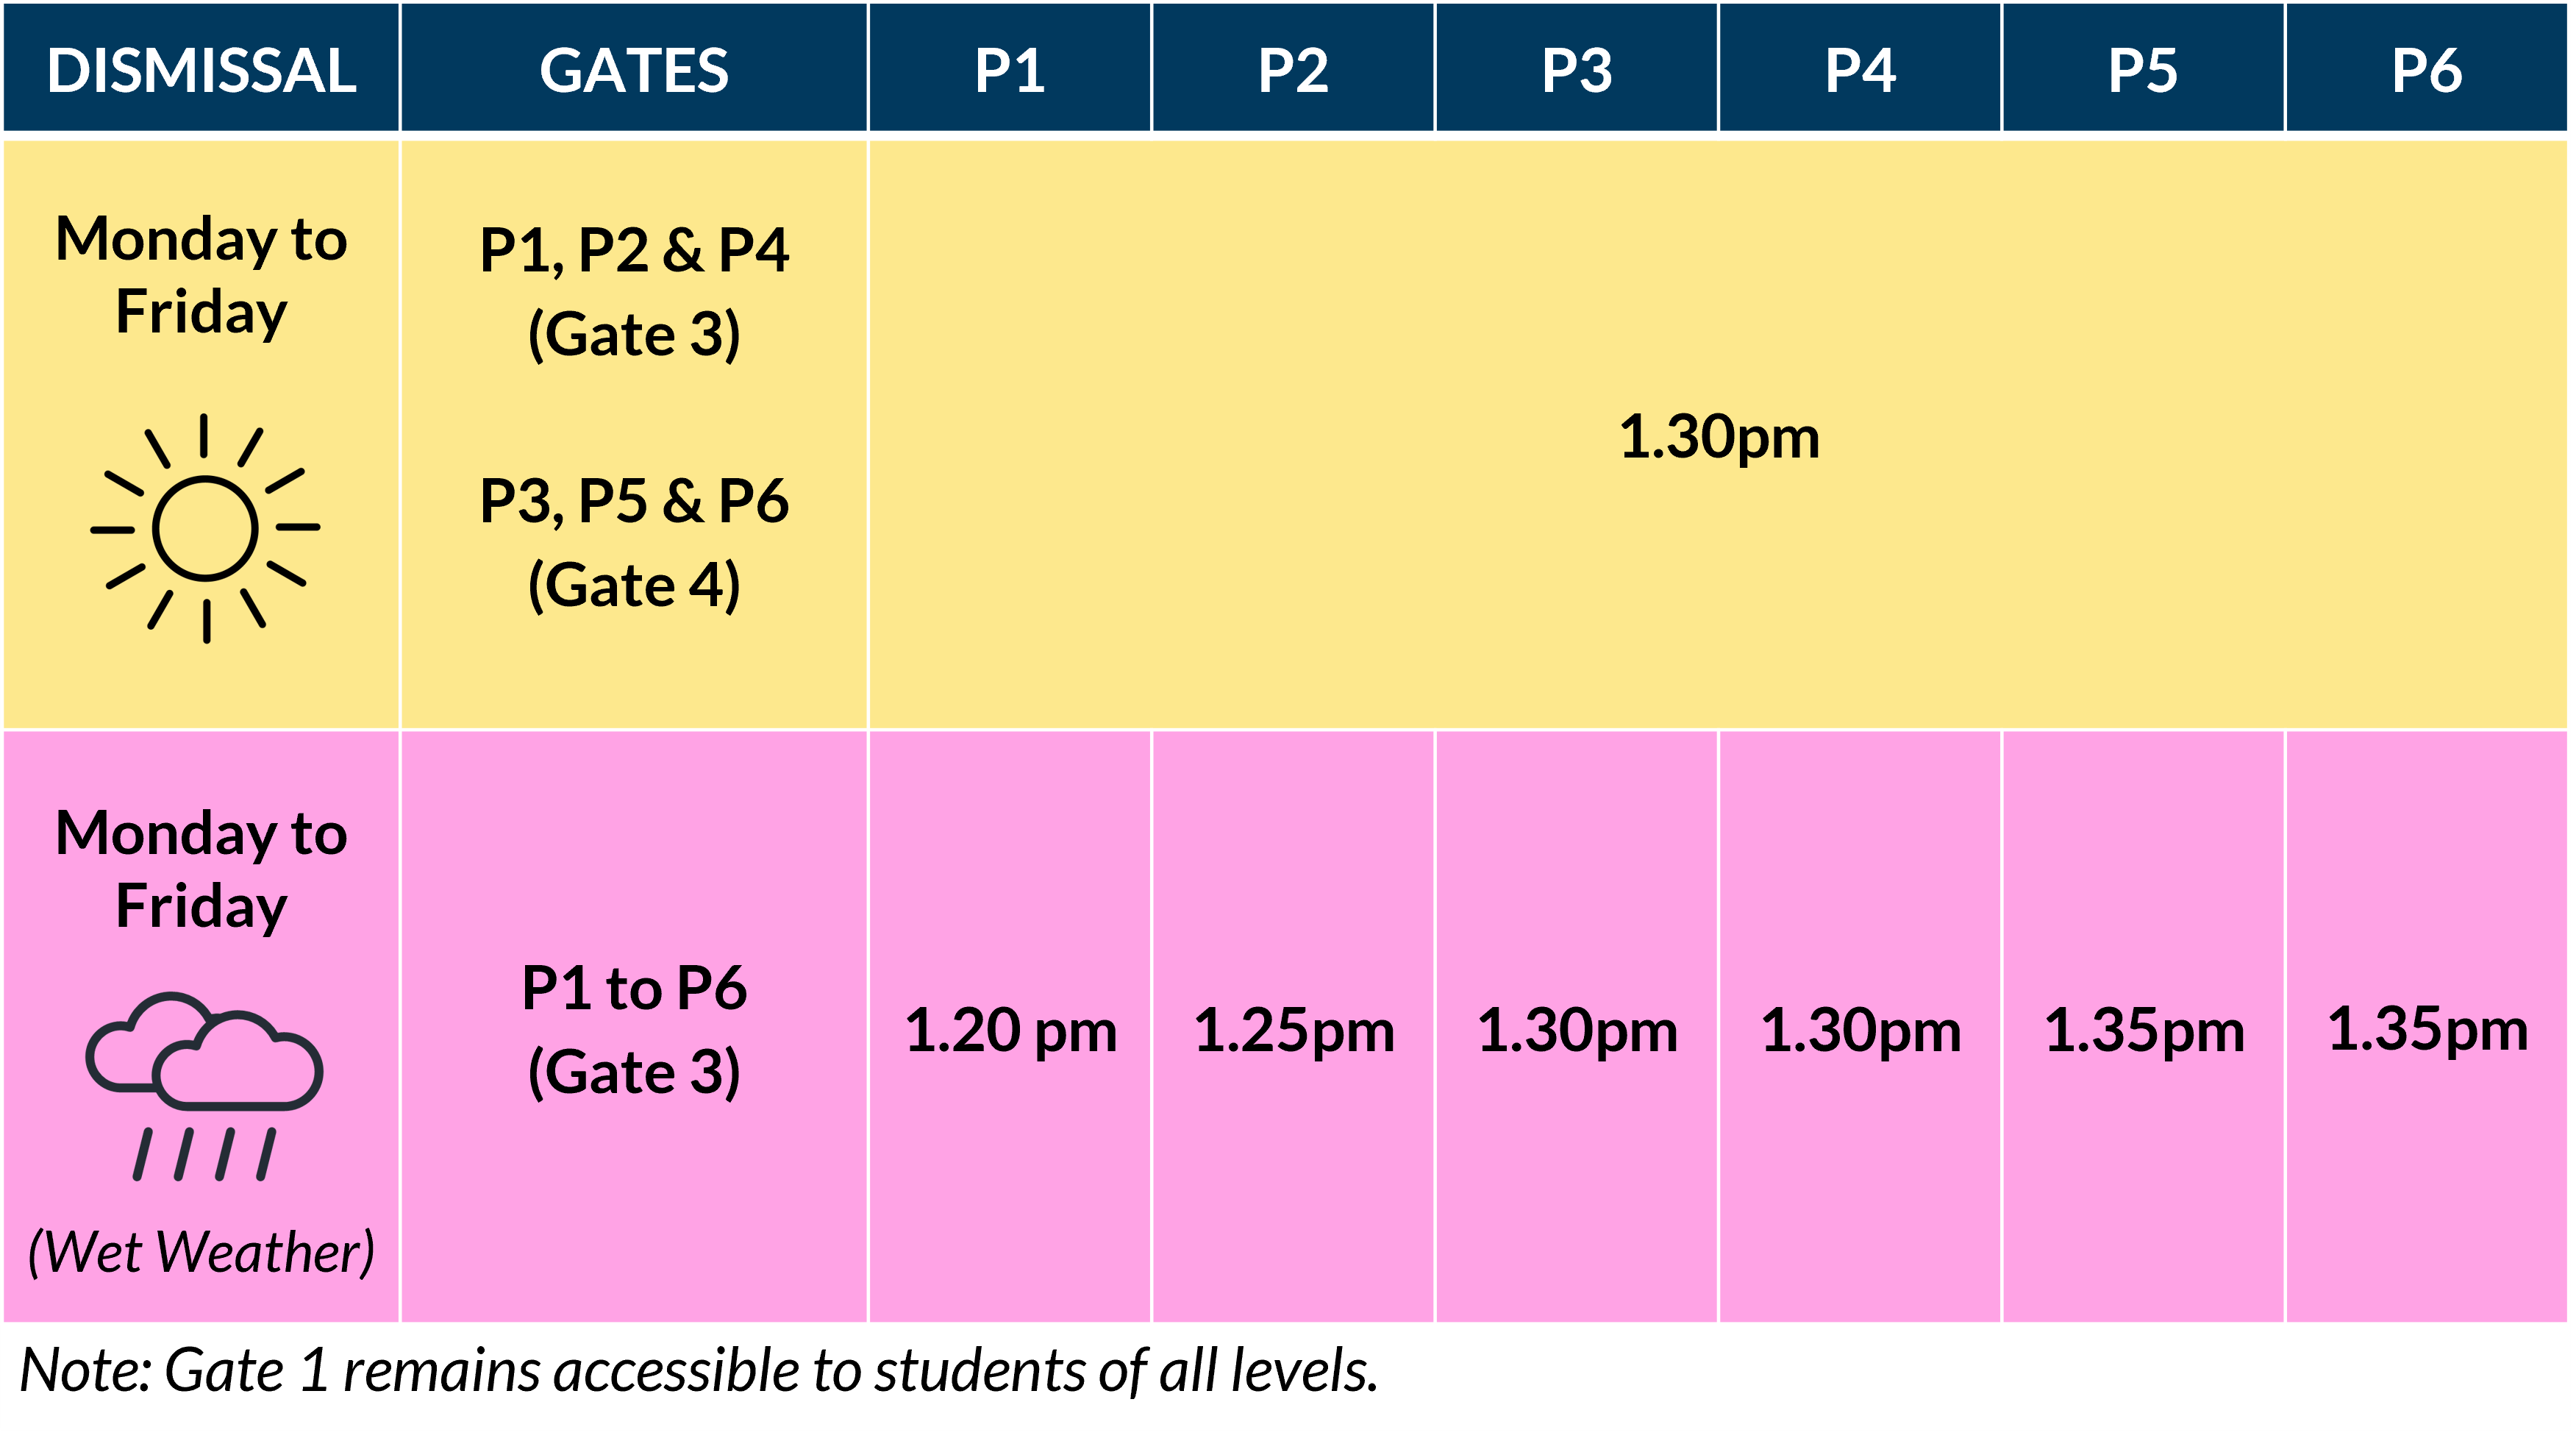 DISMISSAL
GATES
P1
P2
P3
P4
P5
P6
Monday to
Friday
P1, P2 & P4
(Gate 3)
P3, P5 & P6
(Gate 4)
1.30pm
Monday to
Friday
(Wet Weather)
P1 to P6
(Gate 3)
1.20 pm
1.25pm
1.30pm
1.30pm
1.35pm
1.35pm
Note: Gate 1 remains accessible to students of all levels.